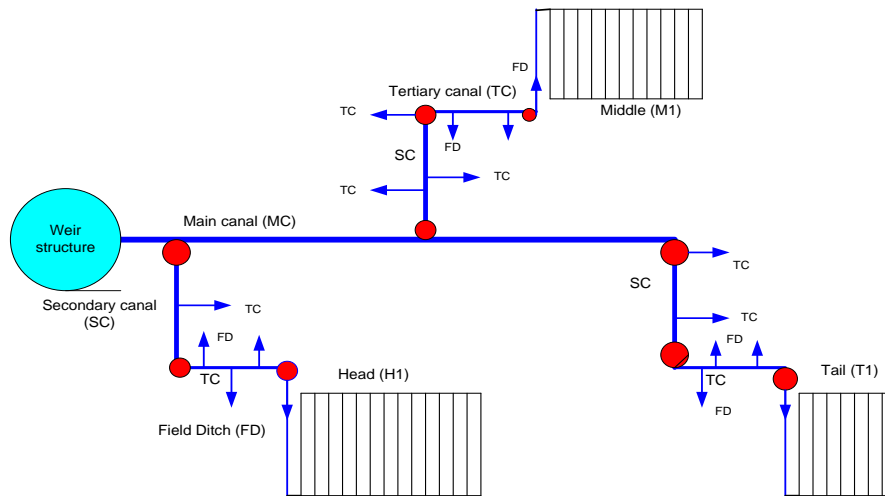 FD
Tertiary canal (TC)
TC
Middle (M1)
FD
SC
TC
TC
Main canal (MC)
Weir
structure
TC
SC
Secondary canal
(SC)
TC
TC
FD
FD
Head (H1)
TC
TC
Tail (T1)
FD
Field Ditch (FD)